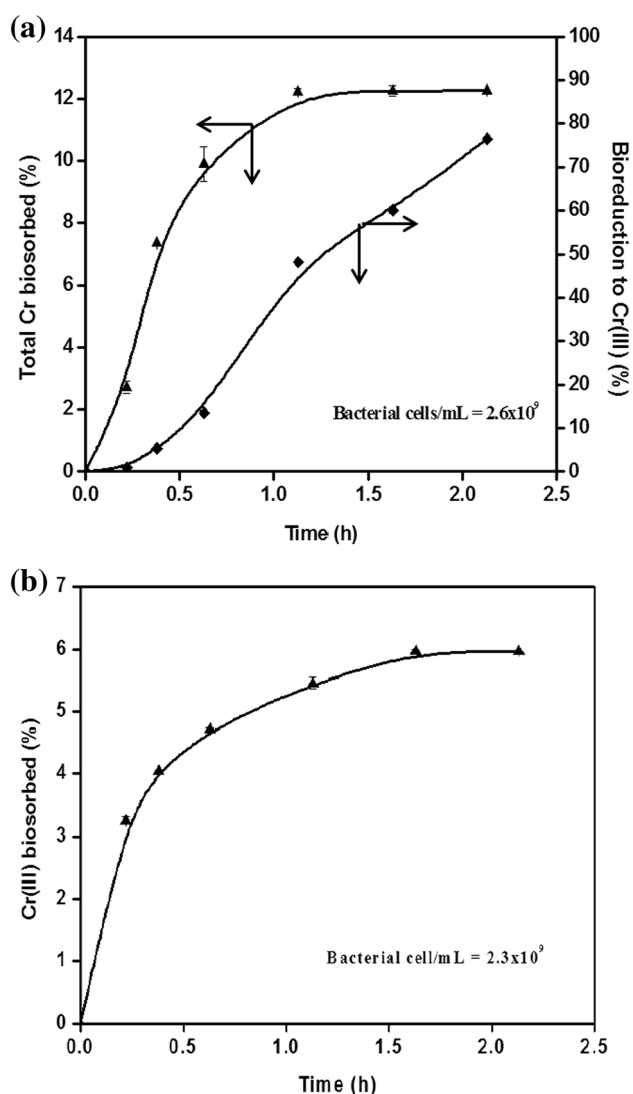 (a)
14
12
10
8
6
4
2
0
Total Cr biosorbed (%)
100
90
80
70
60
50
40
30
20
10
0
Bioreduction to Cr(III) (%)
Bacterial cells/mL = 2.6x10⁹
0.0 0.5 1.0 1.5 2.0 2.5
Time (h)
(b)
7
6
5
4
3
2
1
0
Cr(III) biosorbed (%)
Bacterial cell/mL = 2.3x10⁹
0.0 0.5 1.0 1.5 2.0 2.5
Time (h)